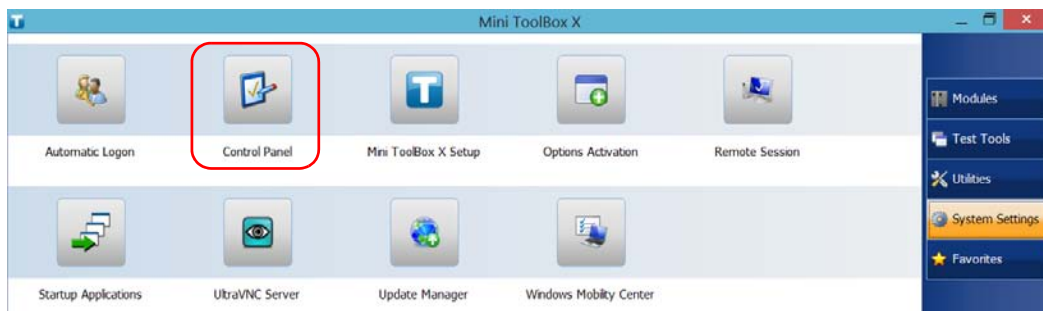 Mini ToolBox X
Automatic Logon
Control Panel
Mini ToolBox X Setup
Options Activation
Remote Session
Startup Applications
UltraVNC Server
Update Manager
Windows Mobility Center
Modules
Test Tools
Utilities
System Settings
Favorites